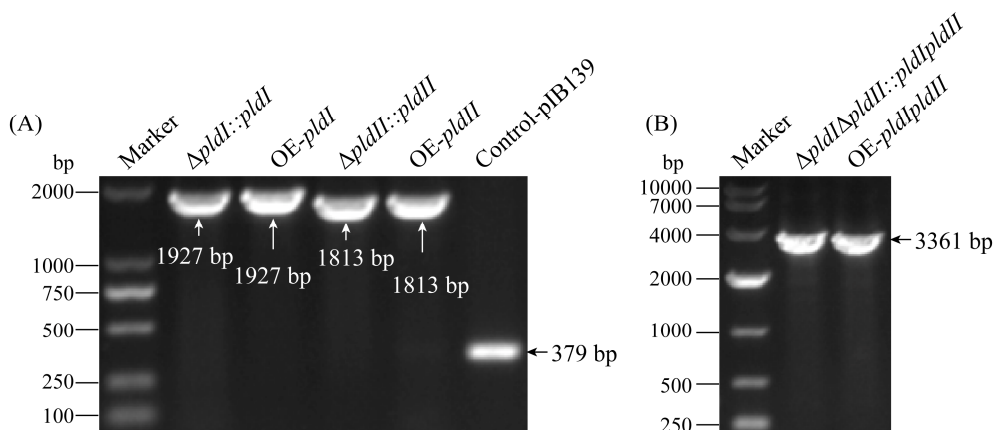 (A)
bp
Marker
ΔpldI::pldI
OE-pldI
ΔpldII::pldII
OE-pldII
Control-pIB139
2000
1000
750
500
250
100
1927 bp
1927 bp
1813 bp
1813 bp
379 bp
(B)
bp
Marker
ΔpldIΔpldII::pldIpldII
OE-pldIpldII
10000
7000
4000
2000
1000
500
250
3361 bp